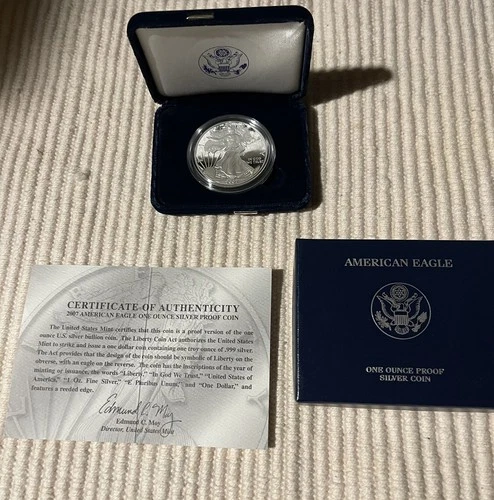 CERTIFICATE OF AUTHENTICITY
2007 AMERICAN EAGLE ONE OUNCE SILVER PROOF COIN
The United States Mint certifies that this coin is a proof version of the one
ounce U.S. silver bullion coin. The Liberty Coin Act authorizes the United States
Mint to strike and issue a one dollar coin containing one troy ounce of .999 silver.
The Act provides that the design of the coin should be symbolic of Liberty on the
obverse, with an eagle on the reverse. The coin has the inscriptions of the year of
minting or issuance, the words "Liberty," "In God We Trust," "United States of
America," "1 Oz. Fine Silver," "E Pluribus Unum," and "One Dollar," and
features a reeded edge.
Edmund C. Moy
Edmund C. Moy
Director, United States Mint
AMERICAN EAGLE
ONE OUNCE PROOF
SILVER COIN